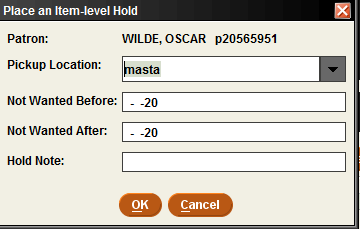 Place an Item-level Hold
Patron: WILDE, OSCAR p20565951
Pickup Location: masta
Not Wanted Before: - -20
Not Wanted After: - -20
Hold Note:
OK Cancel